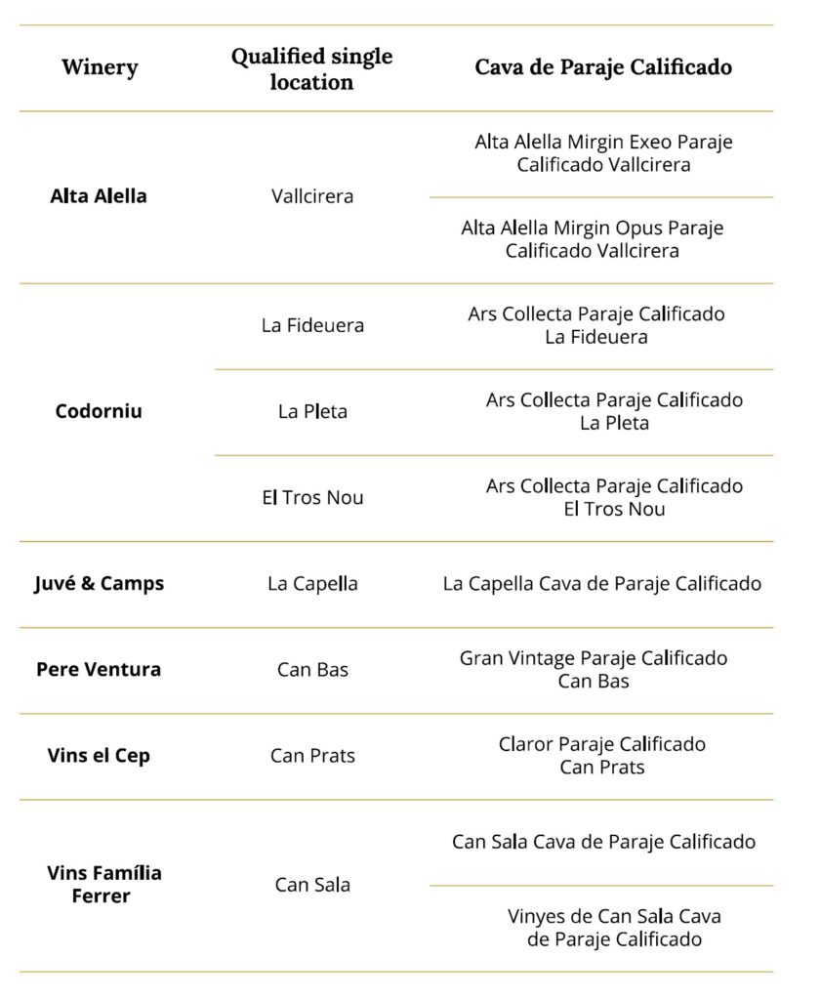 Winery
Qualified single
location
Cava de Paraje Calificado
Alta Alella
Vallcirera
Alta Alella Mirgin Exeo Paraje
Calificado Vallcirera
Alta Alella Mirgin Opus Paraje
Calificado Vallcirera
Codorniu
La Fideuera
Ars Collecta Paraje Calificado
La Fideuera
La Pleta
Ars Collecta Paraje Calificado
La Pleta
El Tros Nou
Ars Collecta Paraje Calificado
El Tros Nou
Juvé & Camps
La Capella
La Capella Cava de Paraje Calificado
Pere Ventura
Can Bas
Gran Vintage Paraje Calificado
Can Bas
Vins el Cep
Can Prats
Claror Paraje Calificado
Can Prats
Vins Família
Ferrer
Can Sala
Can Sala Cava de Paraje Calificado
Vinyes de Can Sala Cava
de Paraje Calificado